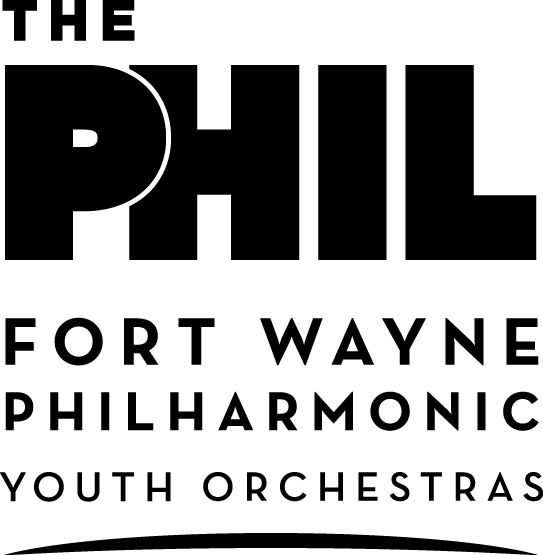 THE
PHIL
FORT WAYNE
PHILHARMONIC
YOUTH ORCHESTRAS